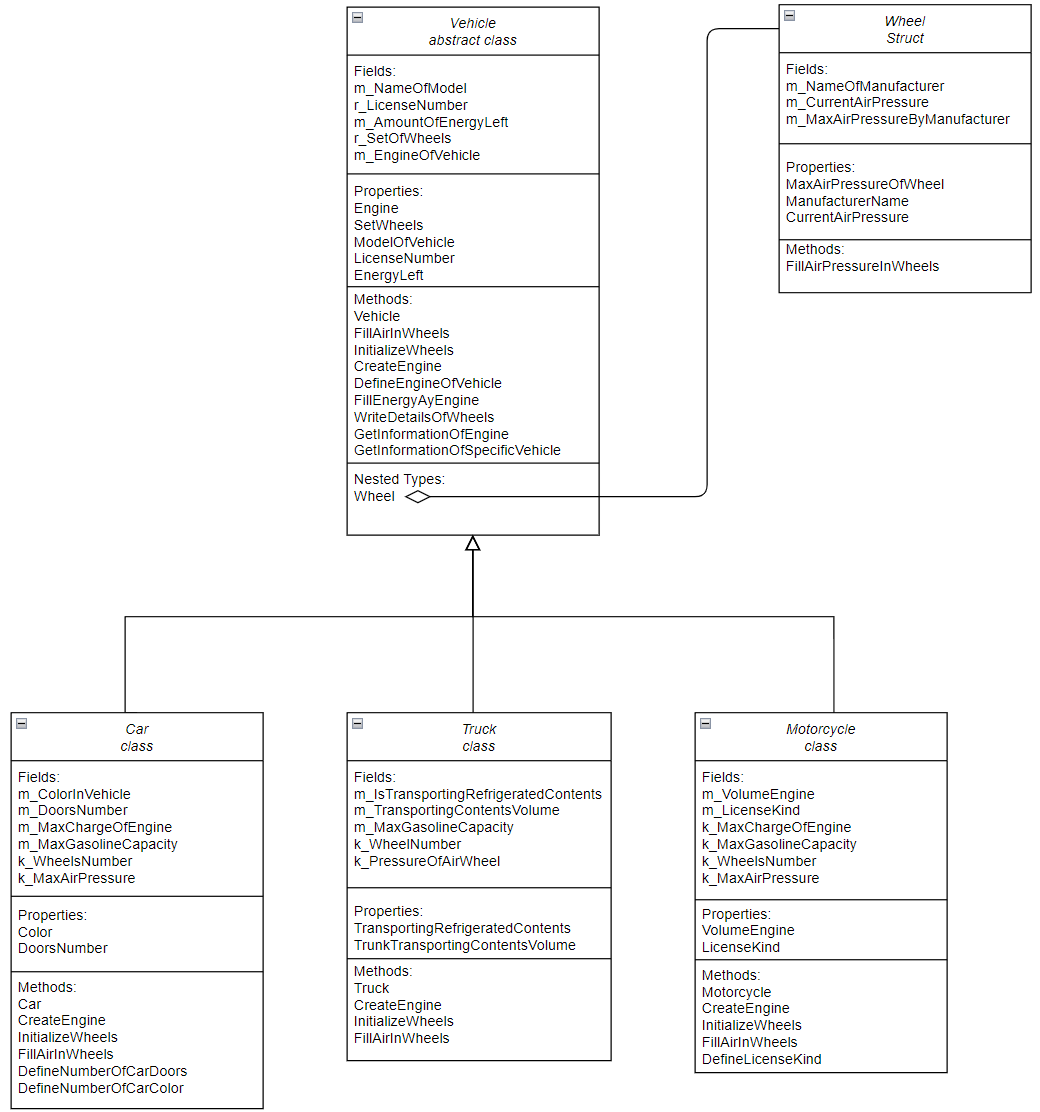 Vehicle
abstract class
Fields:
m_NameOfModel
r_LicenseNumber
m_AmountOfEnergyLeft
r_SetOfWheels
m_EngineOfVehicle
Properties:
Engine
SetWheels
ModelOfVehicle
LicenseNumber
EnergyLeft
Methods:
Vehicle
FillAirInWheels
InitializeWheels
CreateEngine
DefineEngineOfVehicle
FillEnergyAyEngine
WriteDetailsOfWheels
GetInformationOfEngine
GetInformationOfSpecificVehicle
Nested Types:
Wheel
Wheel
Struct
Fields:
m_NameOfManufacturer
m_CurrentAirPressure
m_MaxAirPressureByManufacturer
Properties:
MaxAirPressureOfWheel
ManufacturerName
CurrentAirPressure
Methods:
FillAirPressureInWheels
Car
class
Fields:
m_ColorInVehicle
m_DoorsNumber
m_MaxChargeOfEngine
m_MaxGasolineCapacity
k_WheelsNumber
k_MaxAirPressure
Properties:
Color
DoorsNumber
Methods:
Car
CreateEngine
InitializeWheels
FillAirInWheels
DefineNumberOfCarDoors
DefineNumberOfCarColor
Truck
class
Fields:
m_IsTransportingRefrigeratedContents
m_TransportingContentsVolume
m_MaxGasolineCapacity
k_WheelNumber
k_PressureOfAirWheel
Properties:
TransportingRefrigeratedContents
TrunkTransportingContentsVolume
Methods:
Truck
CreateEngine
InitializeWheels
FillAirInWheels
Motorcycle
class
Fields:
m_VolumeEngine
m_LicenseKind
k_MaxChargeOfEngine
k_MaxGasolineCapacity
k_WheelsNumber
k_MaxAirPressure
Properties:
VolumeEngine
LicenseKind
Methods:
Motorcycle
CreateEngine
InitializeWheels
FillAirInWheels
DefineLicenseKind